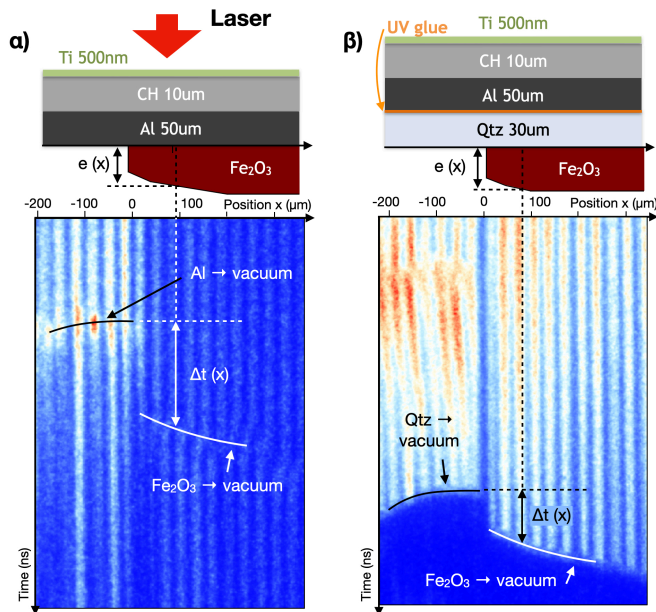 Laser
α)
Ti 500nm
CH 10um
Al 50um
e (x)
Fe₂O₃
-200 -100 0 100 Position x (µm)
Al → vacuum
Δt (x)
Fe₂O₃ → vacuum
Time (ns)
β)
UV glue
Ti 500nm
CH 10um
Al 50um
Qtz 30um
e (x)
Fe₂O₃
-200 -100 0 100 Position x (µm)
Qtz →
vacuum
Δt (x)
Fe₂O₃ → vacuum
Time (ns)